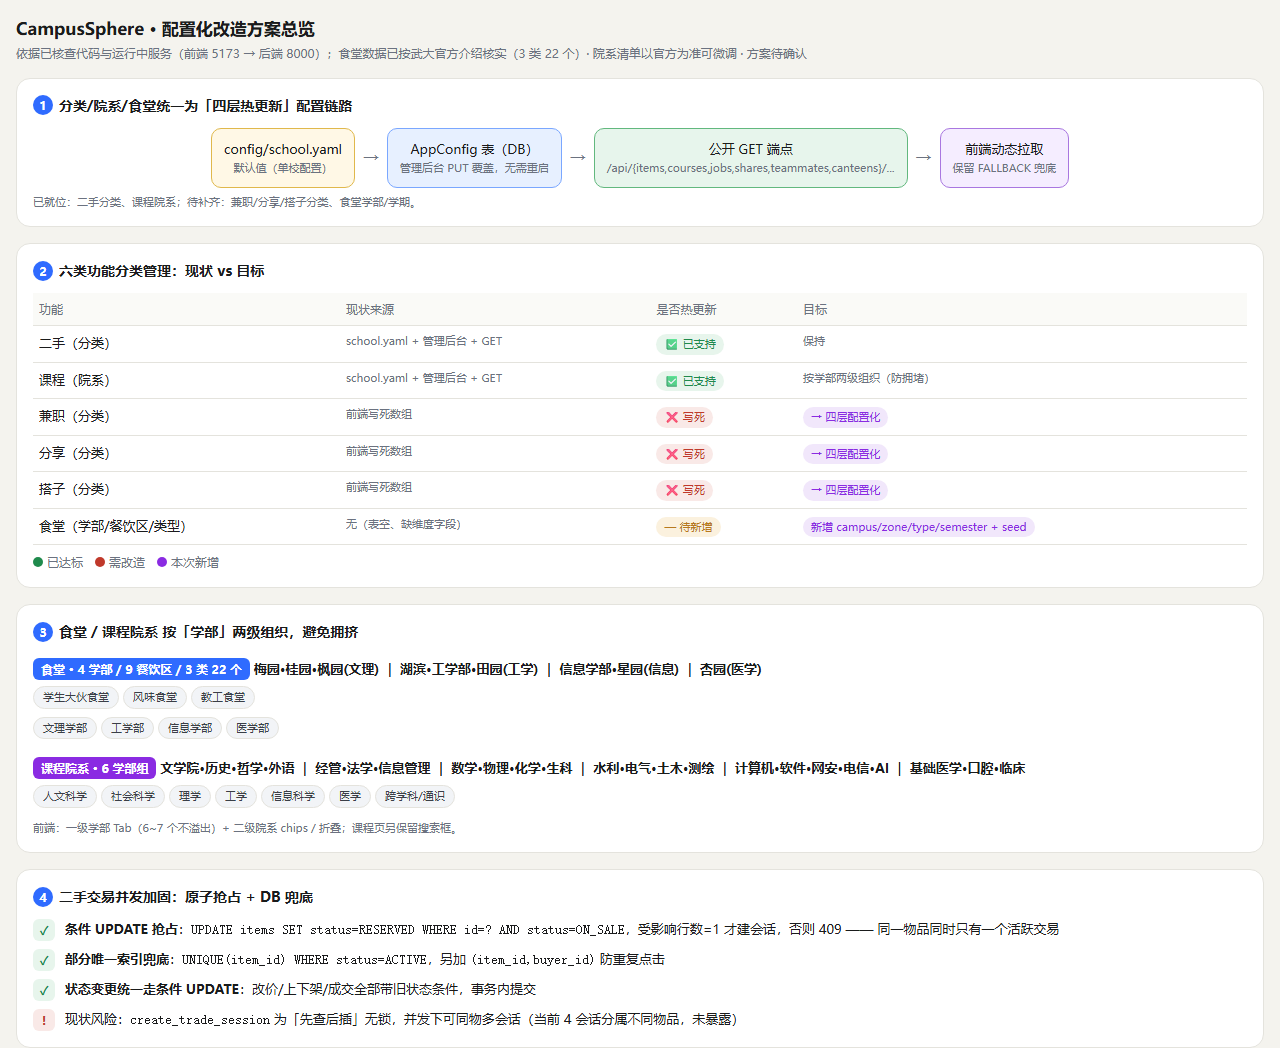 CampusSphere • 配置化改造方案总览
依据已核查代码与运行中服务（前端 5173 → 后端 8000）；食堂数据已按武大官方介绍核实（3 类 22 个）· 院系清单以官方为准可微调 · 方案待确认
1 分类/院系/食堂统一为「四层热更新」配置链路
config/school.yaml
默认值（单校配置）
→
AppConfig 表（DB）
管理后台 PUT 覆盖，无需重启
→
公开 GET 端点
/api/{items,courses,jobs,shares,teammates,canteens}/...
→
前端动态拉取
保留 FALLBACK 兜底
已就位：二手分类、课程院系；待补齐：兼职/分享/搭子分类、食堂学部/学期。
2 六类功能分类管理：现状 vs 目标
功能 现状来源 是否热更新 目标
二手（分类） school.yaml + 管理后台 + GET ✅ 已支持 保持
课程（院系） school.yaml + 管理后台 + GET ✅ 已支持 按学部两级组织（防拥堵）
兼职（分类） 前端写死数组 ❌ 写死 → 四层配置化
分享（分类） 前端写死数组 ❌ 写死 → 四层配置化
搭子（分类） 前端写死数组 ❌ 写死 → 四层配置化
食堂（学部/餐饮区/类型） 无（表空、缺维度字段） — 待新增 新增 campus/zone/type/semester + seed
已达标 需改造 本次新增
3 食堂 / 课程院系 按「学部」两级组织，避免拥挤
食堂 • 4 学部 / 9 餐饮区 / 3 类 22 个 梅园•桂园•枫园(文理) | 湖滨•工学部•田园(工学) | 信息学部•星园(信息) | 杏园(医学)
学生大伙食堂 风味食堂 教工食堂
文理学部 工学部 信息学部 医学部
课程院系 • 6 学部组 文学院•历史•哲学•外语 | 经管•法学•信息管理 | 数学•物理•化学•生科 | 水利•电气•土木•测绘 | 计算机•软件•网安•电信•AI | 基础医学•口腔•临床
人文科学 社会科学 理学 工学 信息科学 医学 跨学科/通识
前端：一级学部 Tab（6~7 个不溢出）+ 二级院系 chips / 折叠；课程页另保留搜索框。
4 二手交易并发加固：原子抢占 + DB 兜底
✓ 条件 UPDATE 抢占：UPDATE items SET status=RESERVED WHERE id=? AND status=ON_SALE，受影响行数=1 才建会话，否则 409 —— 同一物品同时只有一个活跃交易
✓ 部分唯一索引兜底：UNIQUE(item_id) WHERE status=ACTIVE，另加 (item_id,buyer_id) 防重复点击
✓ 状态变更统一走条件 UPDATE：改价/上下架/成交全部带旧状态条件，事务内提交
! 现状风险：create_trade_session 为「先查后插」无锁，并发下可同物多会话（当前 4 会话分属不同物品，未暴露）